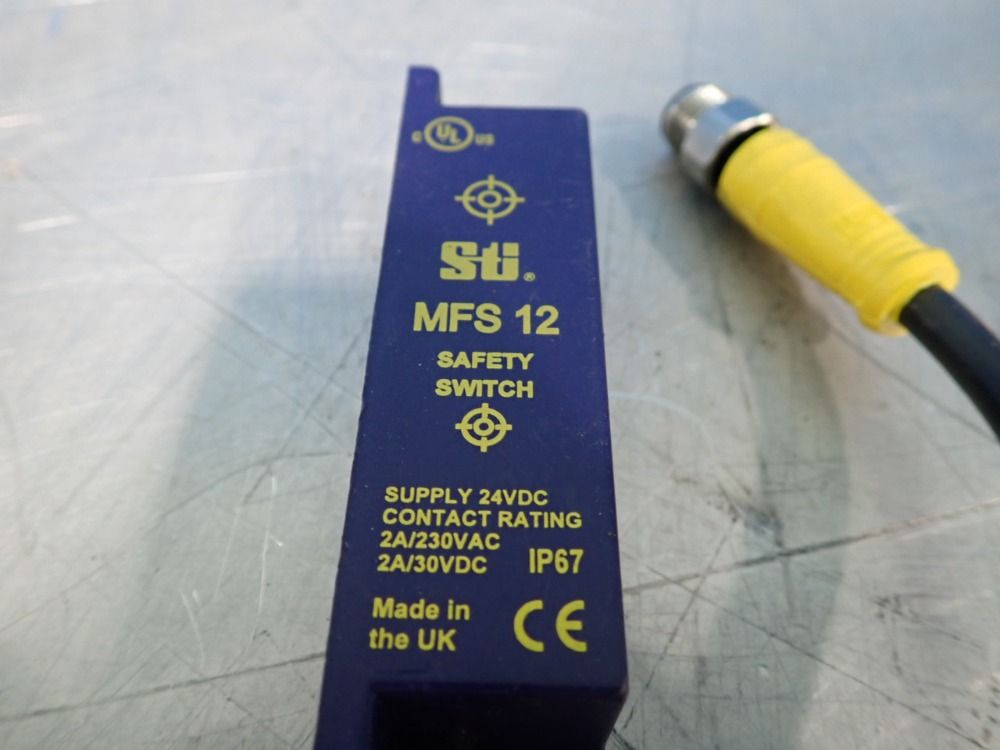 C UL US
Sti®
MFS 12
SAFETY
SWITCH
SUPPLY 24VDC
CONTACT RATING
2A/230VAC
2A/30VDC IP67
Made in
the UK CE